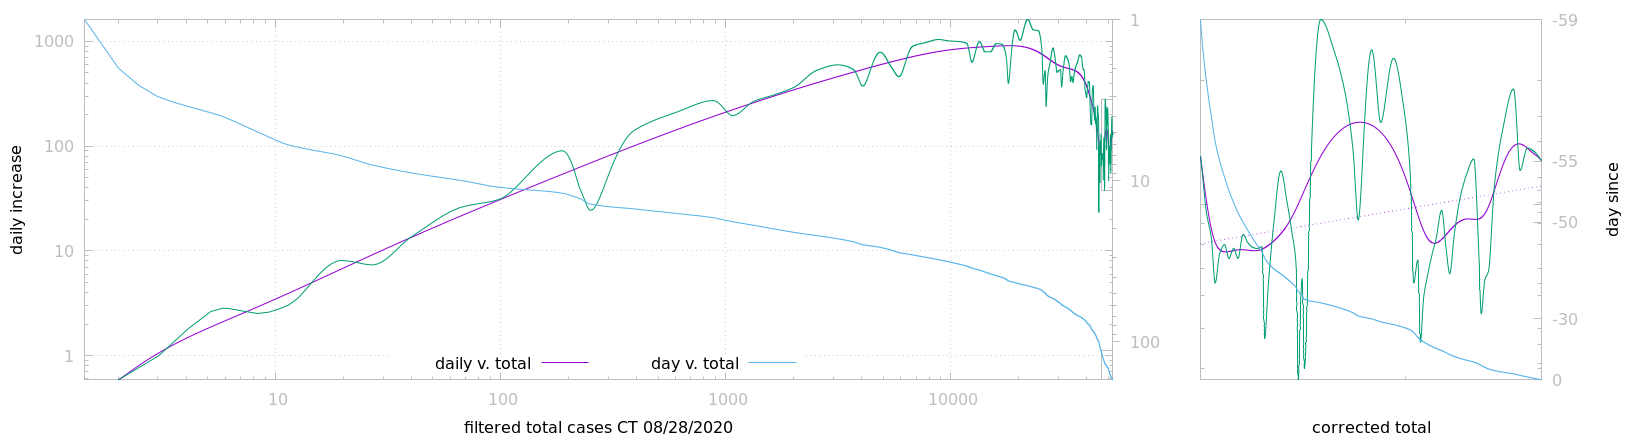 1000
100
10
1
daily increase
10
100
1000
10000
filtered total cases CT 08/28/2020
daily v. total
day v. total
1
10
100
-59
-55
-50
-30
0
day since
corrected total